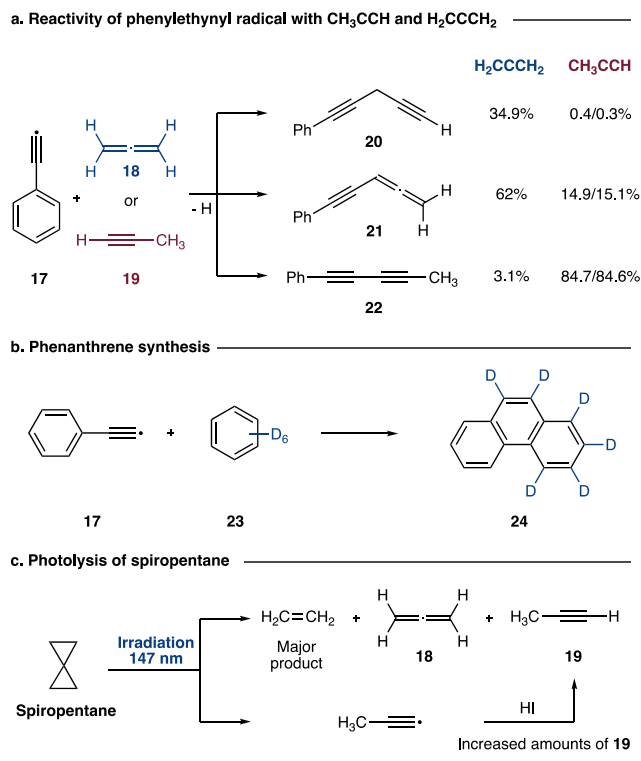 a. Reactivity of phenylethynyl radical with CH₃CCH and H₂CCCH₂
H₂CCCH₂ CH₃CCH
H H
H H
18
or
H CH₃
19
17
+
- H
Ph H
20
34.9% 0.4/0.3%
Ph H
H
21
62% 14.9/15.1%
Ph CH₃
22
3.1% 84.7/84.6%
b. Phenanthrene synthesis
+ D₆
D D
D
D
D
D
17 23 24
c. Photolysis of spiropentane
Spiropentane
Irradiation
147 nm
H₂C=CH₂ + H H + H₃C H
H H
Major
product
18 19
H₃C
HI
Increased amounts of 19